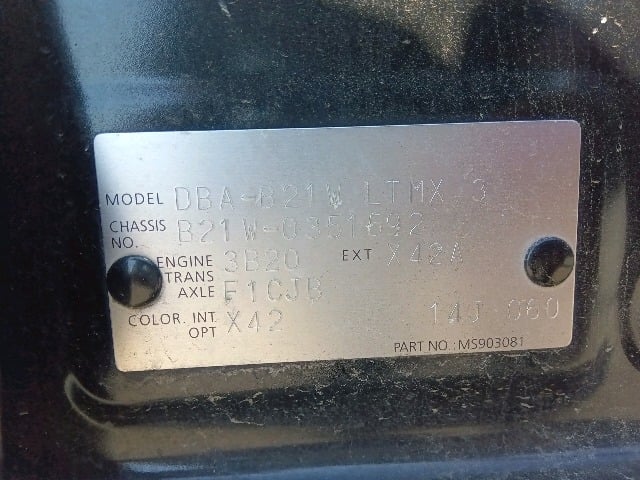 MODEL DBA-B21W LTMX 3
CHASSIS NO. B21W-0351692
ENGINE 3B20 EXT X42A
TRANS AXLE F1CJB
COLOR. INT. X42 14J 060
OPT
PART NO.: MS903081